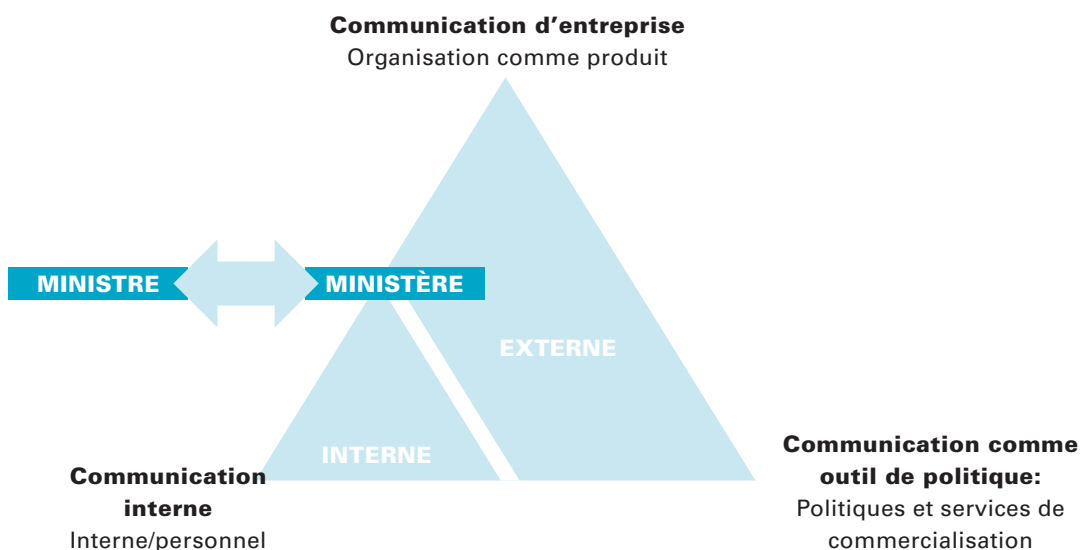 Communication d'entreprise
Organisation comme produit
MINISTRE
MINISTÈRE
EXTERNE
INTERNE
Communication
interne
Interne/personnel
Communication comme
outil de politique:
Politiques et services de
commercialisation